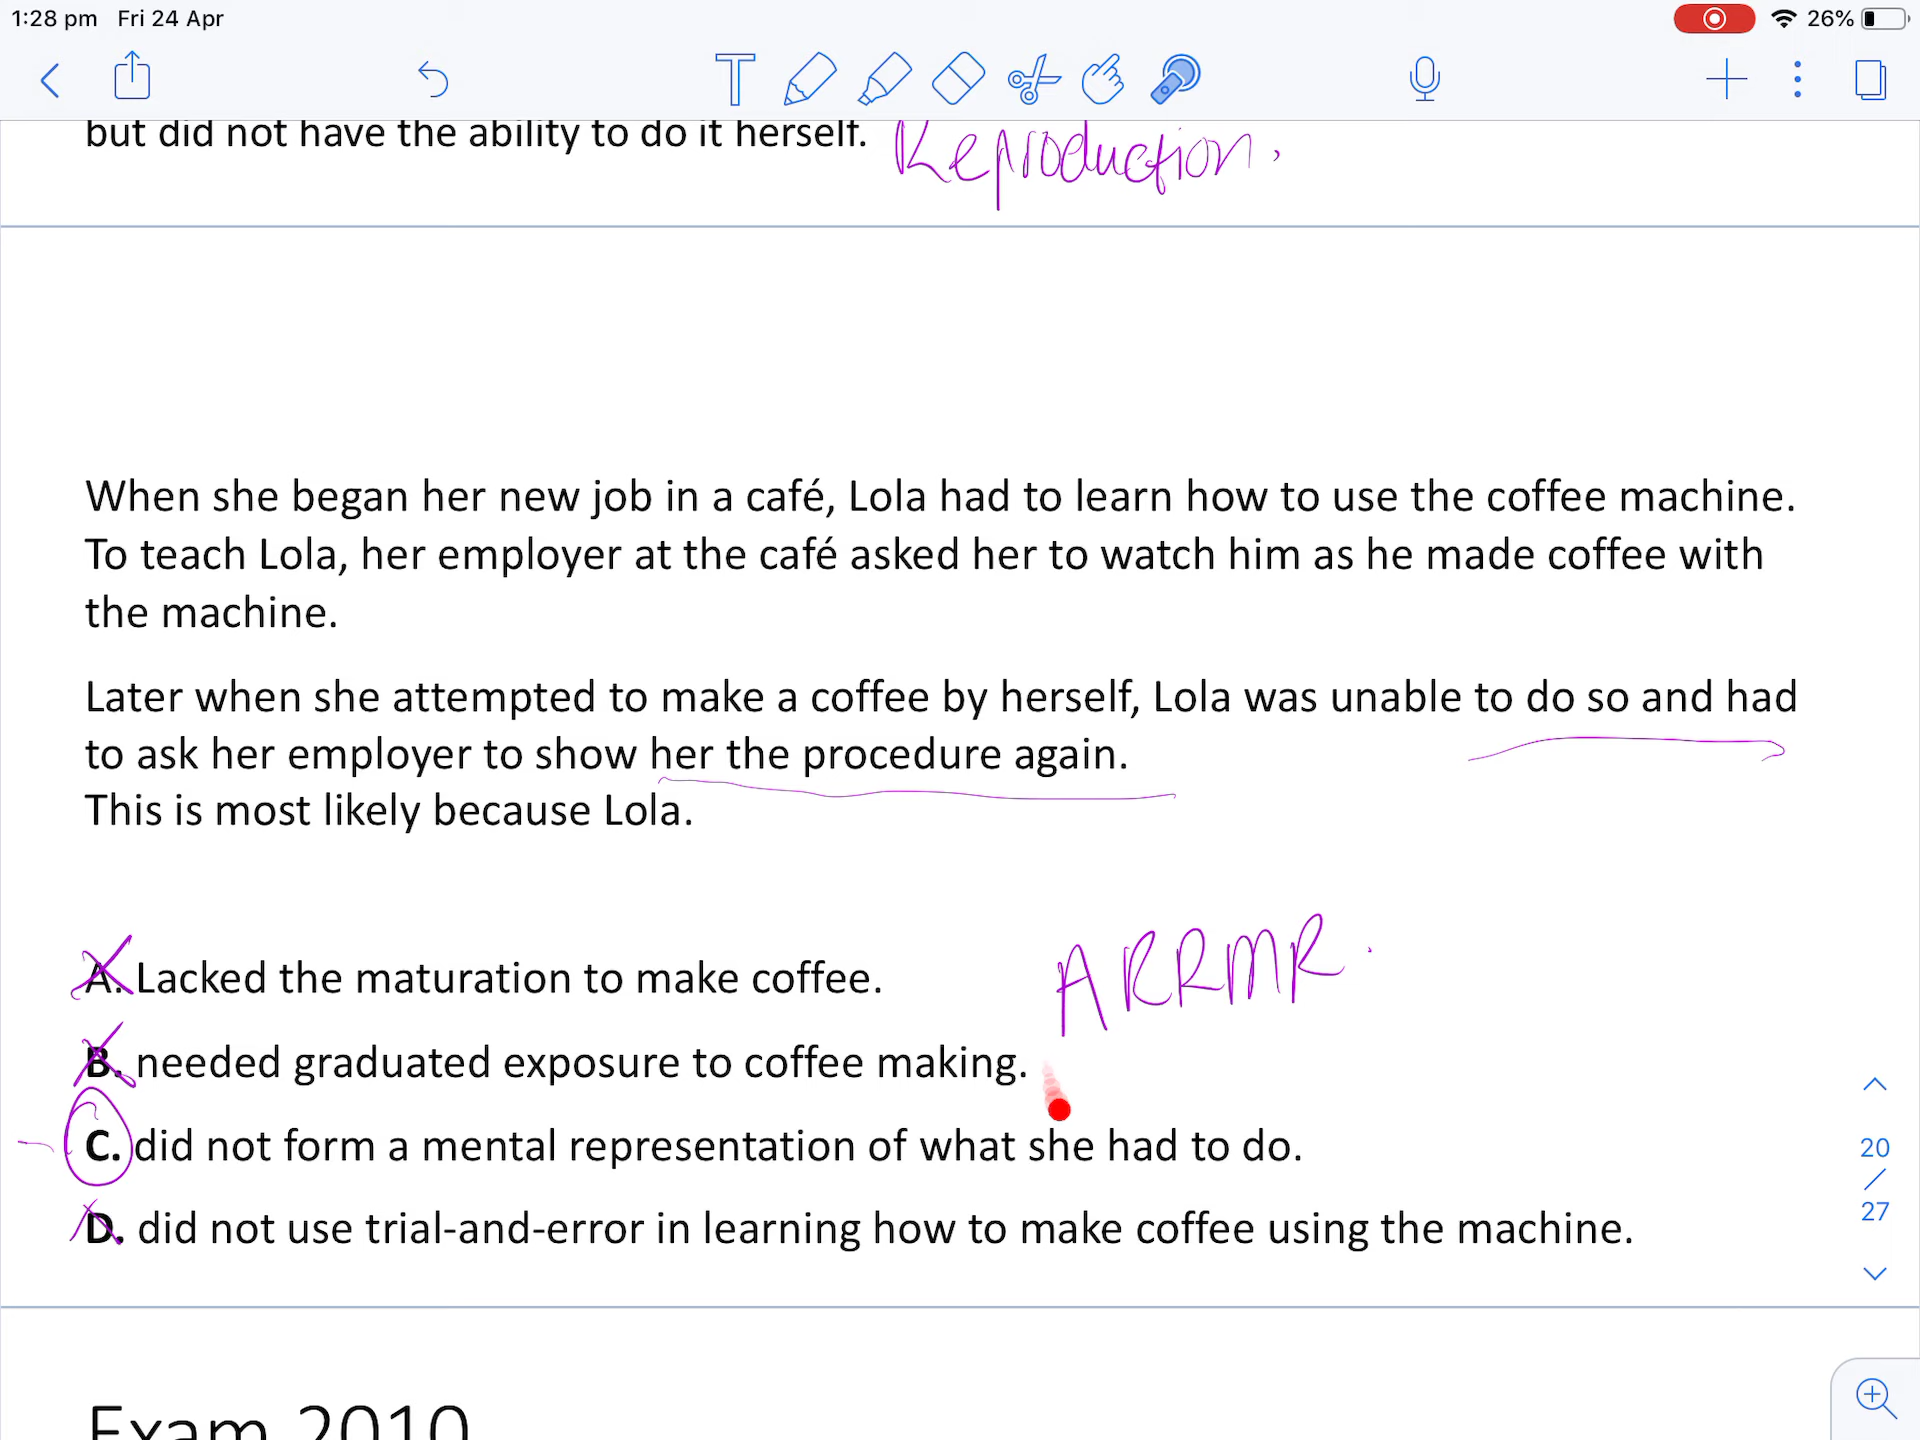 1:28 pm Fri 24 Apr 26%
T
but did not have the ability to do it herself. Reproduction.
When she began her new job in a café, Lola had to learn how to use the coffee machine.
To teach Lola, her employer at the café asked her to watch him as he made coffee with
the machine.
Later when she attempted to make a coffee by herself, Lola was unable to do so and had
to ask her employer to show her the procedure again.
This is most likely because Lola.
A. Lacked the maturation to make coffee.
ARRMR.
B. needed graduated exposure to coffee making.
C. did not form a mental representation of what she had to do.
D. did not use trial-and-error in learning how to make coffee using the machine.
20
/
27
Exam 2010